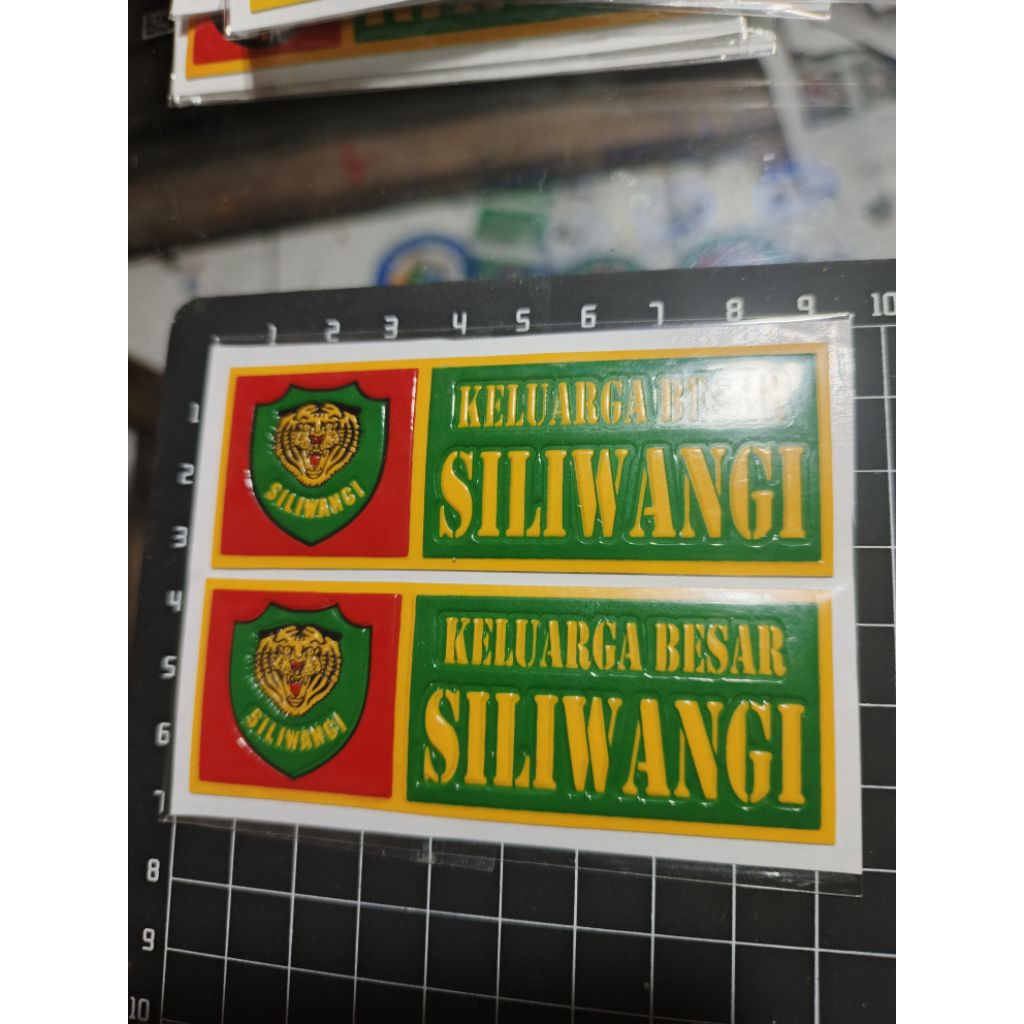 1 2 3 4 5 6 7 8 9 10
1
2
3
4
5
6
7
8
9
10
SILIWANGI
KELUARGA
SILIWANGI
SILIWANGI
KELUARGA BESAR
SILIWANGI